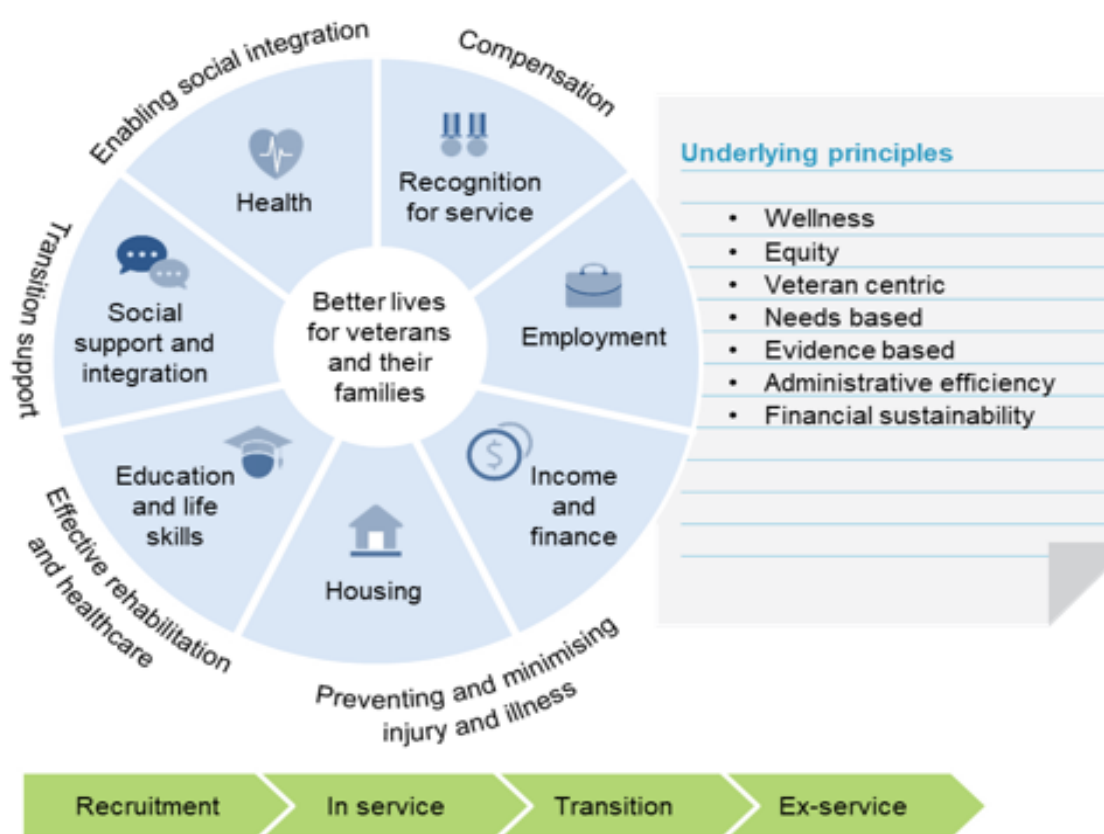 Enabling social integration
Compensation
Transition support
Effective rehabilitation
and healthcare
Preventing and minimising
injury and illness
Health
Recognition
for service
Employment
Income
and
finance
Housing
Education
and life
skills
Social
support and
integration
Better lives
for veterans
and their
families
$
Underlying principles
• Wellness
• Equity
• Veteran centric
• Needs based
• Evidence based
• Administrative efficiency
• Financial sustainability
Recruitment
In service
Transition
Ex-service